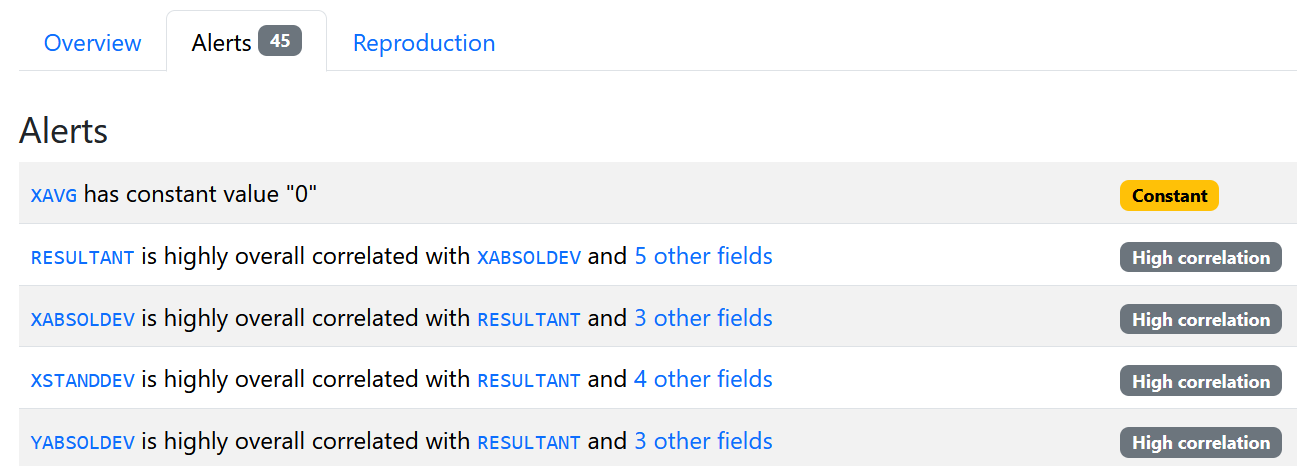 Overview Alerts 45 Reproduction
Alerts
XAVG has constant value "0" Constant
RESULTANT is highly overall correlated with XABSOLDEV and 5 other fields High correlation
XABSOLDEV is highly overall correlated with RESULTANT and 3 other fields High correlation
XSTANDDEV is highly overall correlated with RESULTANT and 4 other fields High correlation
YABSOLDEV is highly overall correlated with RESULTANT and 3 other fields High correlation